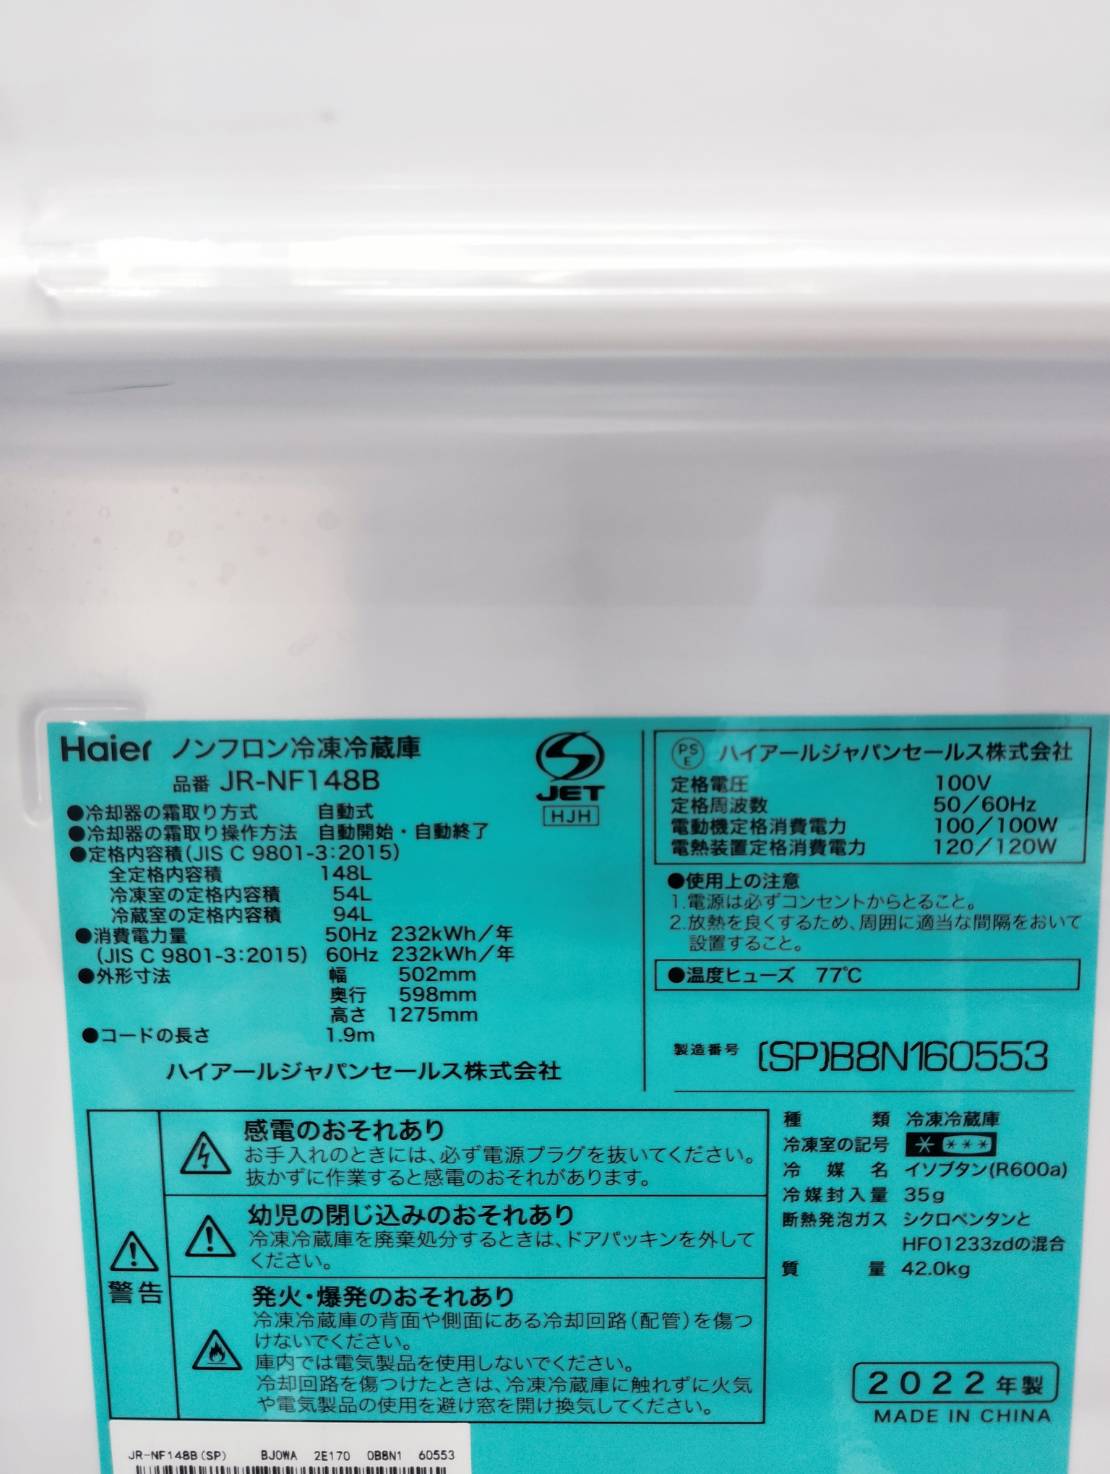 Haier ノンフロン冷凍冷蔵庫
品番 JR-NF148B
JET
HJH
●冷却器の霜取り方式 自動式
●冷却器の霜取り操作方法 自動開始・自動終了
●定格内容積(JIS C 9801-3:2015)
全定格内容積 148L
冷凍室の定格内容積 54L
冷蔵室の定格内容積 94L
●消費電力量 50Hz 232kWh／年
(JIS C 9801-3:2015) 60Hz 232kWh／年
●外形寸法 幅 502mm
奥行 598mm
高さ 1275mm
●コードの長さ 1.9m
ハイアールジャパンセールス株式会社
PS E ハイアールジャパンセールス株式会社
定格電圧 100V
定格周波数 50／60Hz
電動機定格消費電力 100／100W
電熱装置定格消費電力 120／120W
●使用上の注意
1.電源は必ずコンセントからとること。
2.放熱を良くするため、周囲に適当な間隔をおいて
設置すること。
●温度ヒューズ 77℃
製造番号 (SP)B8N160553
警告
感電のおそれあり
お手入れのときには、必ず電源プラグを抜いてください。
抜かずに作業すると感電のおそれがあります。
幼児の閉じ込みのおそれあり
冷凍冷蔵庫を廃棄処分するときは、ドアパッキンを外して
ください。
発火・爆発のおそれあり
冷凍冷蔵庫の背面や側面にある冷却回路(配管)を傷つ
けないでください。
庫内では電気製品を使用しないでください。
冷却回路を傷つけたときは、冷凍冷蔵庫に触れずに火気
や電気製品の使用を避け窓を開け換気してください。
種類 冷凍冷蔵庫
冷凍室の記号
冷媒名 イソブタン(R600a)
冷媒封入量 35g
断熱発泡ガス シクロペンタンと
HFO1233zdの混合
質量 42.0kg
2022年製
MADE IN CHINA
JR-NF148B(SP) BJ0WA 2E170 0B8N1 60553